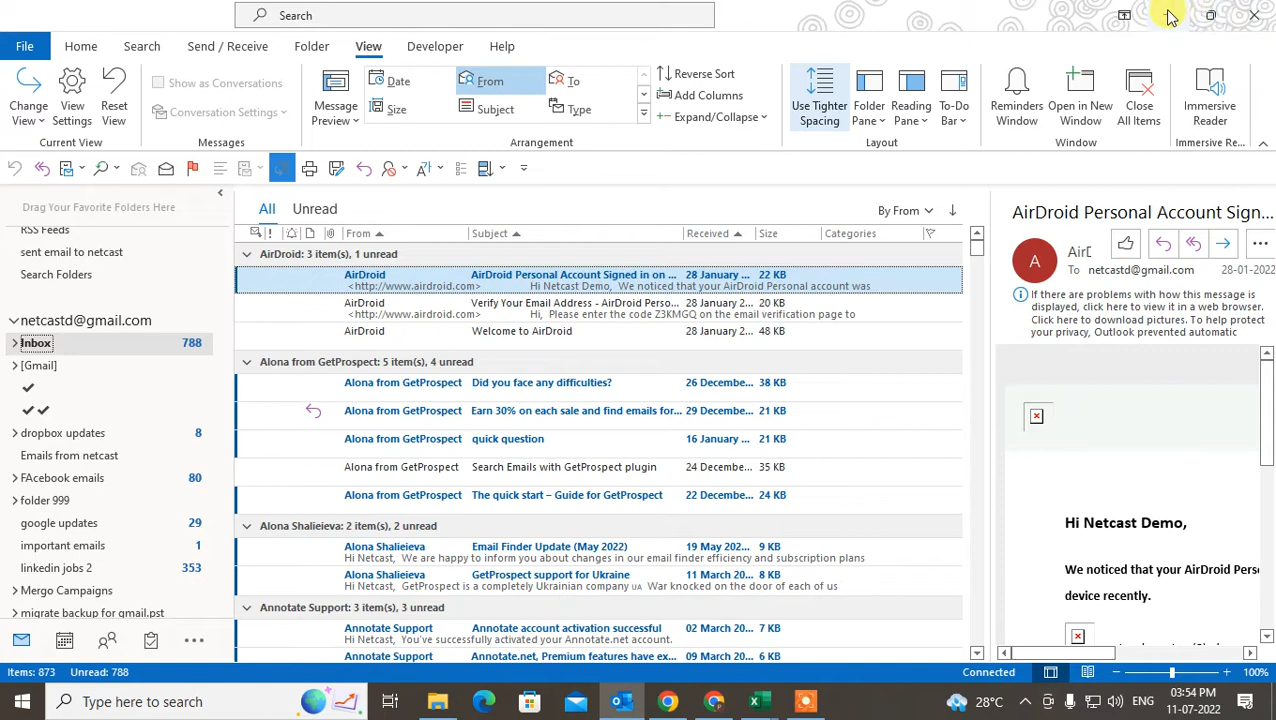 Search
File Home Search Send / Receive Folder View Developer Help
Change View View Settings Reset View
Show as Conversations
Conversation Settings
Message Preview
Date From To
Size Subject Type
Reverse Sort
Add Columns
Expand/Collapse
Use Tighter Spacing Folder Pane Reading Pane To-Do Bar
Reminders Window Open in New Window Close All Items
Immersive Reader
Current View Messages Arrangement Layout Window Immersive Re...
Drag Your Favorite Folders Here
RSS Feeds
sent email to netcast
Search Folders
netcastd@gmail.com
Inbox 788
[Gmail]
dropbox updates 8
Emails from netcast
FAcebook emails 80
folder 999
google updates 29
important emails 1
linkedin jobs 2 353
Mergo Campaigns
migrate backup for gmail.pst
All Unread By From
! From Subject Received Size Categories
AirDroid: 3 item(s), 1 unread
AirDroid AirDroid Personal Account Signed in on ... 28 January ... 22 KB
<http://www.airdroid.com> Hi Netcast Demo, We noticed that your AirDroid Personal account was
AirDroid Verify Your Email Address - AirDroid Perso... 28 January 2... 20 KB
<http://www.airdroid.com> Hi, Please enter the code Z3KMGQ on the email verification page to
AirDroid Welcome to AirDroid 28 January 2... 48 KB
Alona from GetProspect: 5 item(s), 4 unread
Alona from GetProspect Did you face any difficulties? 26 Decembe... 38 KB
Alona from GetProspect Earn 30% on each sale and find emails for... 29 Decembe... 21 KB
Alona from GetProspect quick question 16 January ... 21 KB
Alona from GetProspect Search Emails with GetProspect plugin 24 Decembe... 35 KB
Alona from GetProspect The quick start – Guide for GetProspect 22 Decembe... 24 KB
Alona Shalieieva: 2 item(s), 2 unread
Alona Shalieieva Email Finder Update (May 2022) 19 May 202... 9 KB
Hi Netcast, We are happy to inform you about changes in our email finder efficiency and subscription plans
Alona Shalieieva GetProspect support for Ukraine 11 March 20... 8 KB
Hi Netcast, GetProspect is a completely Ukrainian company UA War knocked on the door of each of us
Annotate Support: 3 item(s), 3 unread
Annotate Support Annotate account activation successful 02 March 20... 7 KB
Hi Netcast, You've successfully activated your Annotate.net account.
Annotate Support Annotate.net, Premium features have ex... 30 March 20... 8 KB
AirDroid Personal Account Sign...
A
AirD
To netcastd@gmail.com 28-01-2022
If there are problems with how this message is
displayed, click here to view it in a web browser.
Click here to download pictures. To help protect
your privacy, Outlook prevented automatic
Hi Netcast Demo,
We noticed that your AirDroid Perso
device recently.
Items: 873 Unread: 788 Connected 100%
Type here to search
28°C ENG 03:54 PM
11-07-2022